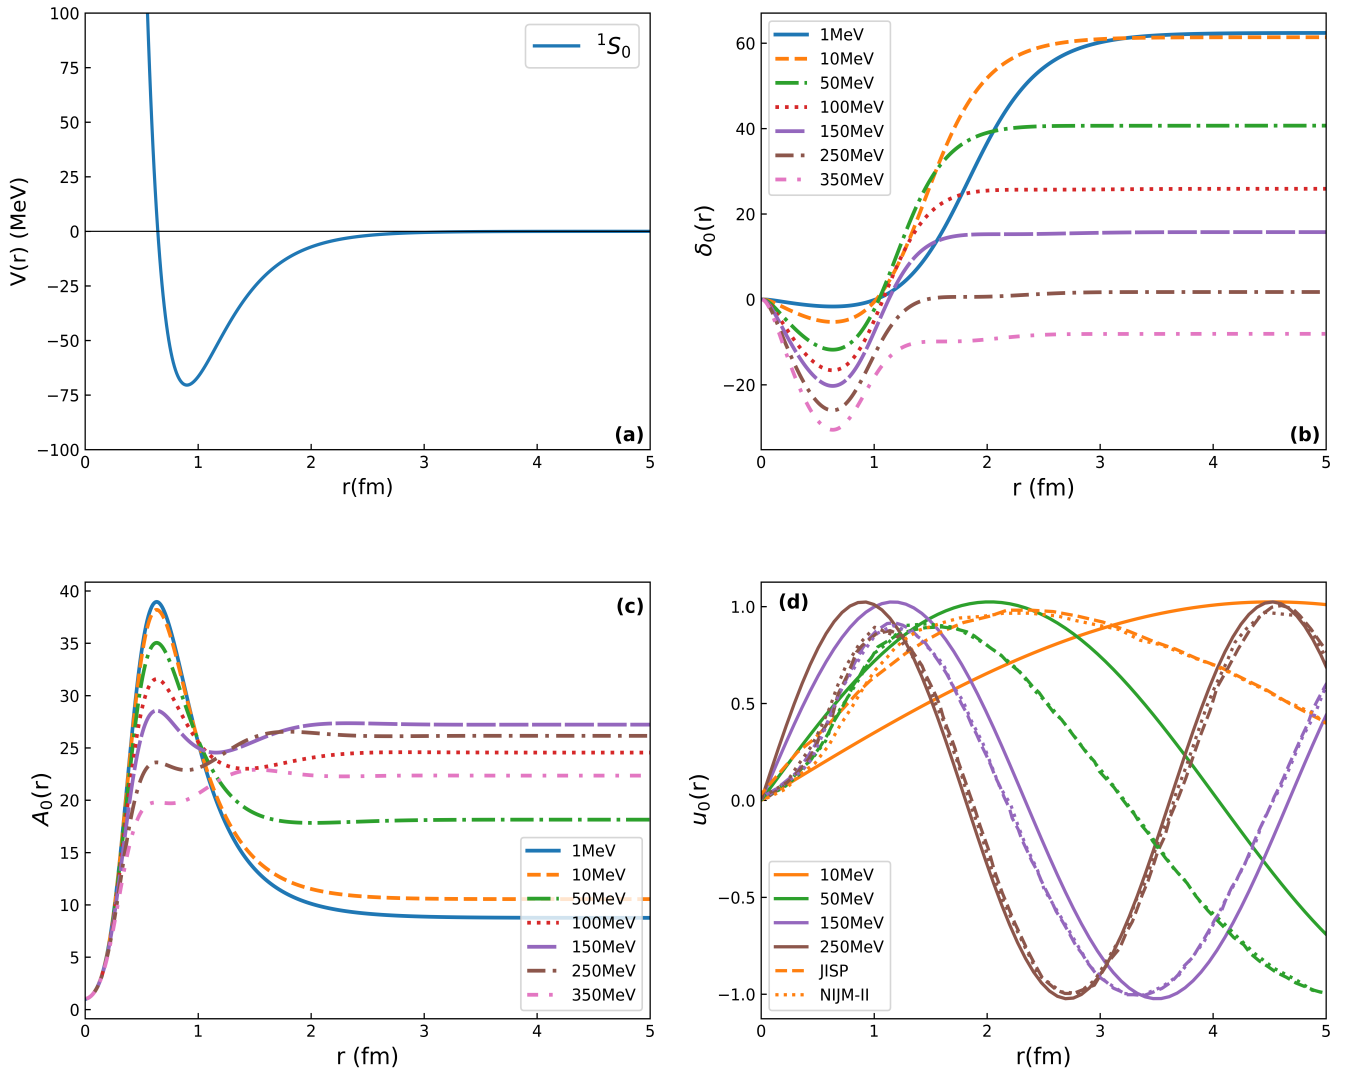 100
75
50
25
0
−25
−50
−75
−100
V(r) (MeV)
¹S₀
(a)
0 1 2 3 4 5
r(fm)
60
40
20
0
−20
δ₀(r)
1MeV
10MeV
50MeV
100MeV
150MeV
250MeV
350MeV
(b)
0 1 2 3 4 5
r (fm)
40
35
30
25
20
15
10
5
0
A₀(r)
(c)
1MeV
10MeV
50MeV
100MeV
150MeV
250MeV
350MeV
0 1 2 3 4 5
r (fm)
1.0
0.5
0.0
−0.5
−1.0
u₀(r)
(d)
10MeV
50MeV
150MeV
250MeV
JISP
NIJM-II
0 1 2 3 4 5
r(fm)